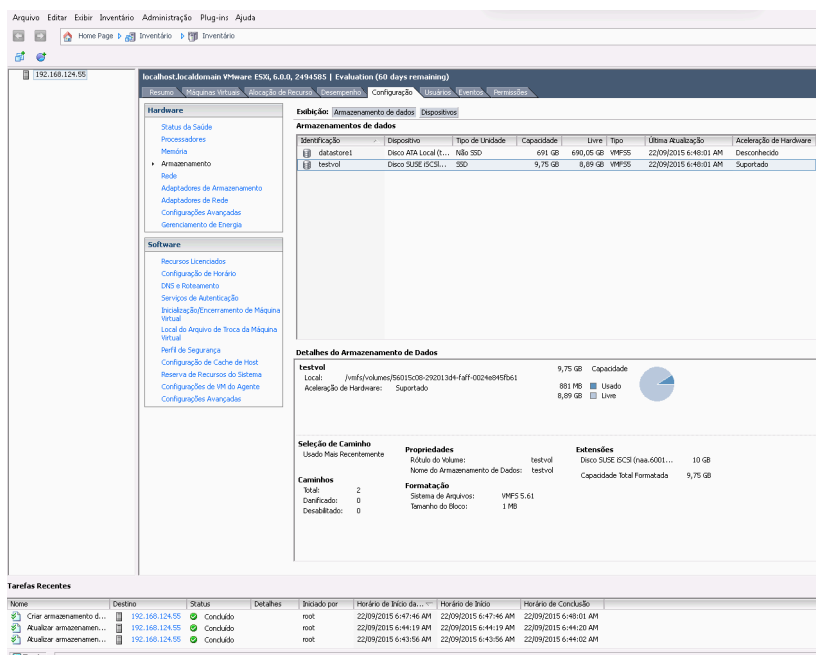 Arquivo Editar Exibir Inventário Administração Plug-ins Ajuda
Home Page Inventário Inventário
192.168.124.55
localhost.localdomain VMware ESXi, 6.0.0, 2494585 | Evaluation (60 days remaining)
Resumo Máquinas Virtuais Alocação de Recurso Desempenho Configuração Usuários Eventos Permissões
Hardware
Status da Saúde
Processadores
Memória
Armazenamento
Rede
Adaptadores de Armazenamento
Adaptadores de Rede
Configurações Avançadas
Gerenciamento de Energia
Software
Recursos Licenciados
Configuração de Horário
DNS e Roteamento
Serviços de Autenticação
Inicialização/Encerramento de Máquina
Virtual
Local do Arquivo de Troca da Máquina
Virtual
Perfil de Segurança
Configuração de Cache de Host
Reserva de Recursos do Sistema
Configurações de VM do Agente
Configurações Avançadas
Exibição: Armazenamento de dados Dispositivos
Armazenamentos de dados
Identificação Dispositivo Tipo de Unidade Capacidade Livre Tipo Última Atualização Aceleração de Hardware
datastore1 Disco ATA Local (t... Não SSD 691 GB 690,05 GB VMFS5 22/09/2015 6:48:01 AM Desconhecido
testvol Disco SUSE iSCSI... SSD 9,75 GB 8,89 GB VMFS5 22/09/2015 6:48:01 AM Suportado
Detalhes do Armazenamento de Dados
testvol 9,75 GB Capacidade
Local: /vmfs/volumes/56015c08-292013d4-faff-0024e845fb61
Aceleração de Hardware: Suportado
881 MB Usado
8,89 GB Livre
Seleção de Caminho
Usado Mais Recentemente
Caminhos
Total: 2
Danificado: 0
Desabilitado: 0
Propriedades
Rótulo do Volume: testvol
Nome do Armazenamento de Dados: testvol
Formatação
Sistema de Arquivos: VMFS 5.61
Tamanho do Bloco: 1 MB
Extensões
Disco SUSE iSCSI (naa.6001... 10 GB
Capacidade Total Formatada 9,75 GB
Tarefas Recentes
Nome Destino Status Detalhes Iniciado por Horário de Início da... Horário de Início Horário de Conclusão
Criar armazenamento d... 192.168.124.55 Concluído root 22/09/2015 6:47:46 AM 22/09/2015 6:47:46 AM 22/09/2015 6:48:01 AM
Atualizar armazenamen... 192.168.124.55 Concluído root 22/09/2015 6:44:19 AM 22/09/2015 6:44:19 AM 22/09/2015 6:44:20 AM
Atualizar armazenamen... 192.168.124.55 Concluído root 22/09/2015 6:43:56 AM 22/09/2015 6:43:56 AM 22/09/2015 6:44:02 AM